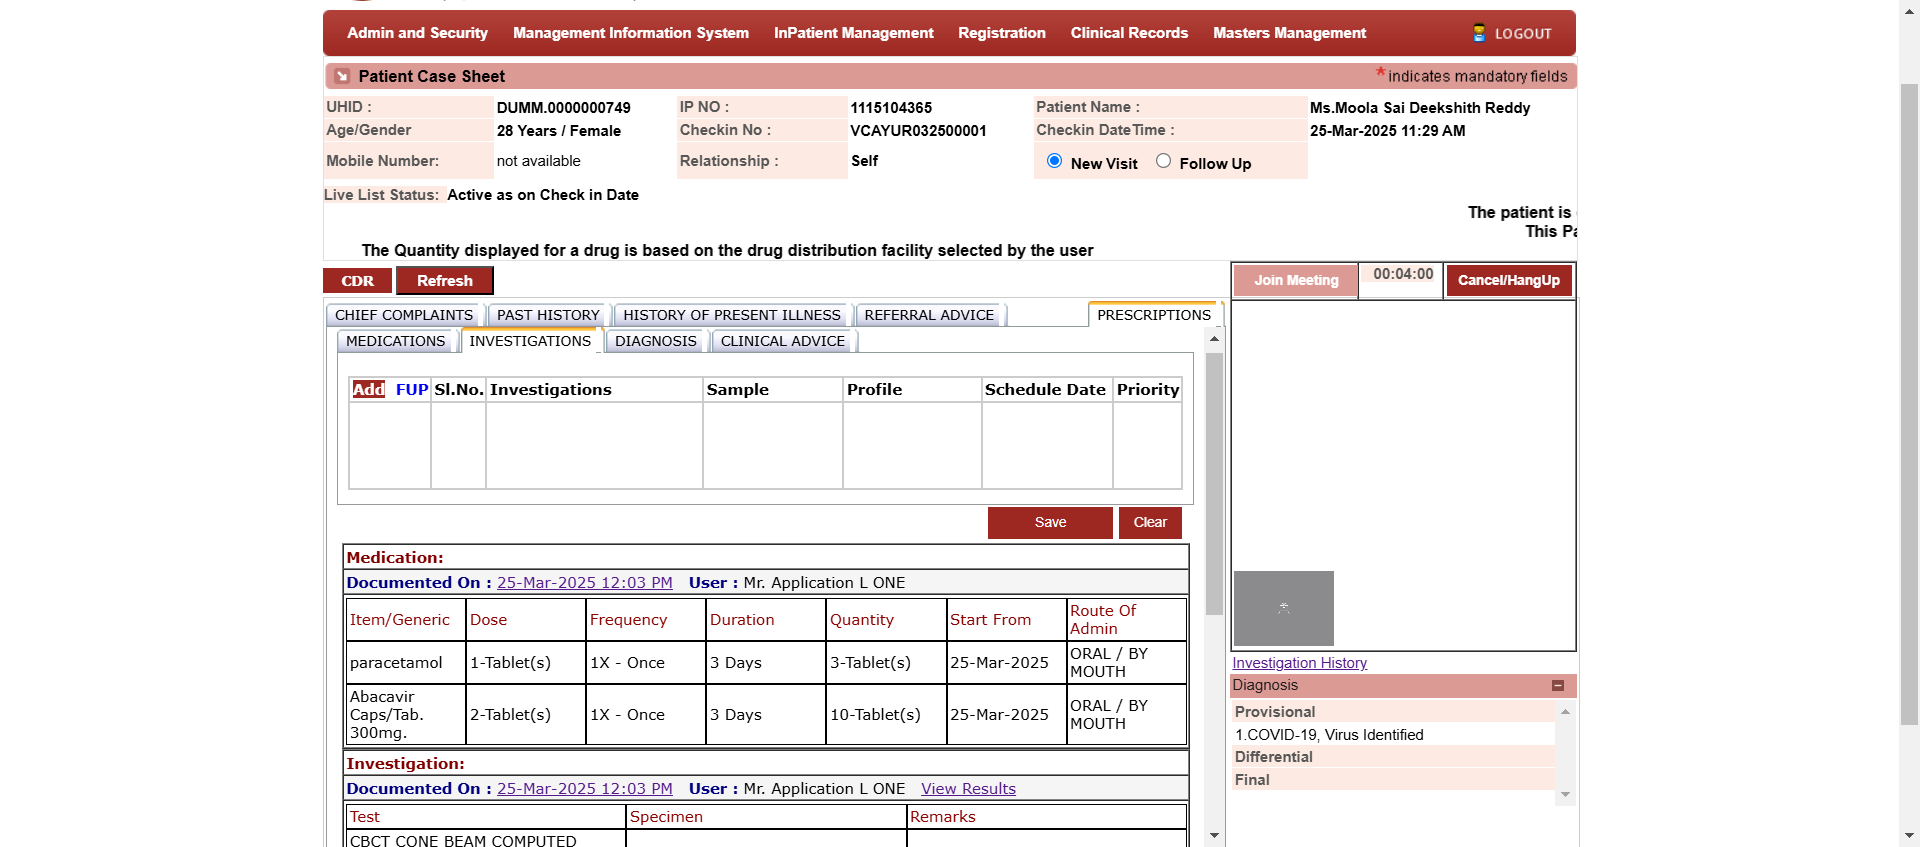 Admin and Security Management Information System InPatient Management Registration Clinical Records Masters Management LOGOUT
Patient Case Sheet * indicates mandatory fields
UHID : DUMM.0000000749 IP NO : 1115104365 Patient Name : Ms.Moola Sai Deekshith Reddy
Age/Gender 28 Years / Female Checkin No : VCAYUR032500001 Checkin DateTime : 25-Mar-2025 11:29 AM
Mobile Number: not available Relationship : Self New Visit Follow Up
Live List Status: Active as on Check in Date
The patient is
This Pa
The Quantity displayed for a drug is based on the drug distribution facility selected by the user
CDR Refresh Join Meeting 00:04:00 Cancel/HangUp
CHIEF COMPLAINTS PAST HISTORY HISTORY OF PRESENT ILLNESS REFERRAL ADVICE PRESCRIPTIONS
MEDICATIONS INVESTIGATIONS DIAGNOSIS CLINICAL ADVICE
Add FUP Sl.No. Investigations Sample Profile Schedule Date Priority
Save Clear
Medication:
Documented On : 25-Mar-2025 12:03 PM User : Mr. Application L ONE
Item/Generic Dose Frequency Duration Quantity Start From Route Of Admin
paracetamol 1-Tablet(s) 1X - Once 3 Days 3-Tablet(s) 25-Mar-2025 ORAL / BY MOUTH
Abacavir Caps/Tab. 300mg. 2-Tablet(s) 1X - Once 3 Days 10-Tablet(s) 25-Mar-2025 ORAL / BY MOUTH
Investigation:
Documented On : 25-Mar-2025 12:03 PM User : Mr. Application L ONE View Results
Test Specimen Remarks
CBCT CONE BEAM COMPUTED
Investigation History
Diagnosis
Provisional
1.COVID-19, Virus Identified
Differential
Final